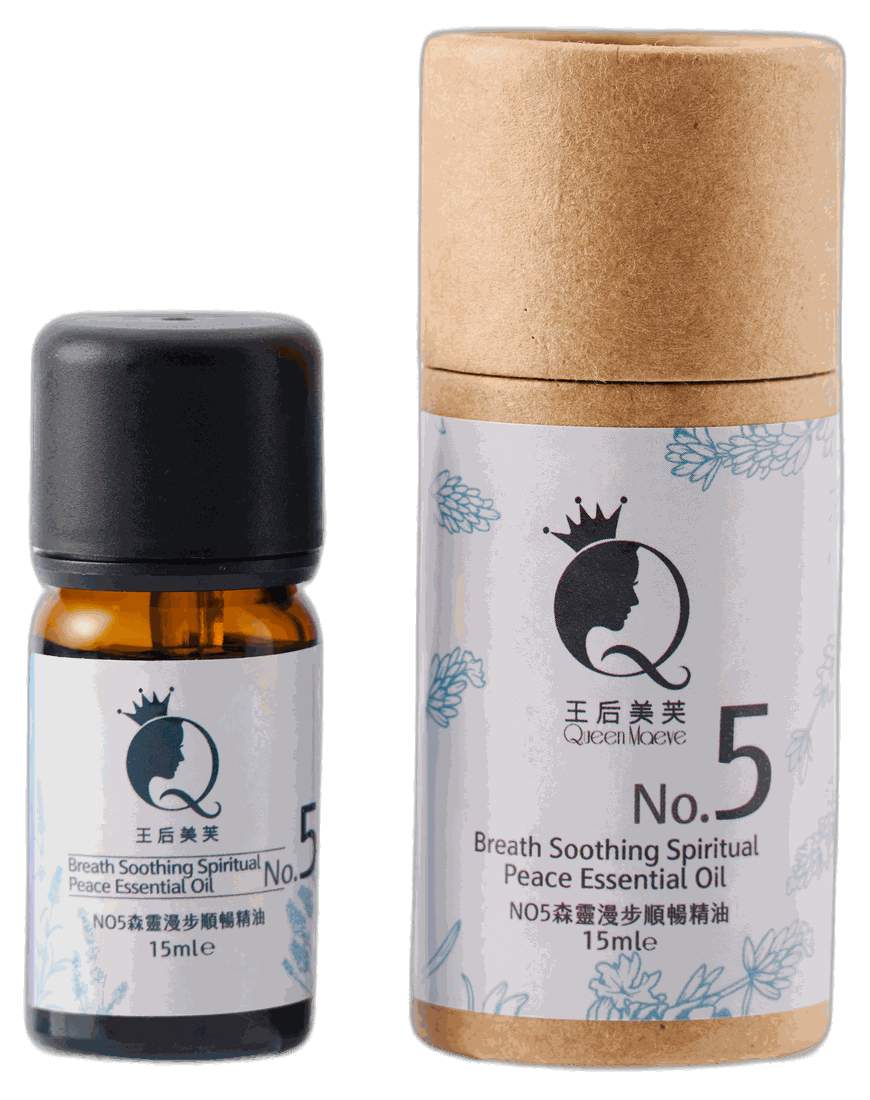 王后美芙
Breath Soothing Spiritual
Peace Essential Oil
No.5
NO5森靈漫步順暢精油
15ml℮
王后美芙
Queen Maeve
No.5
Breath Soothing Spiritual
Peace Essential Oil
NO5森靈漫步順暢精油
15ml℮